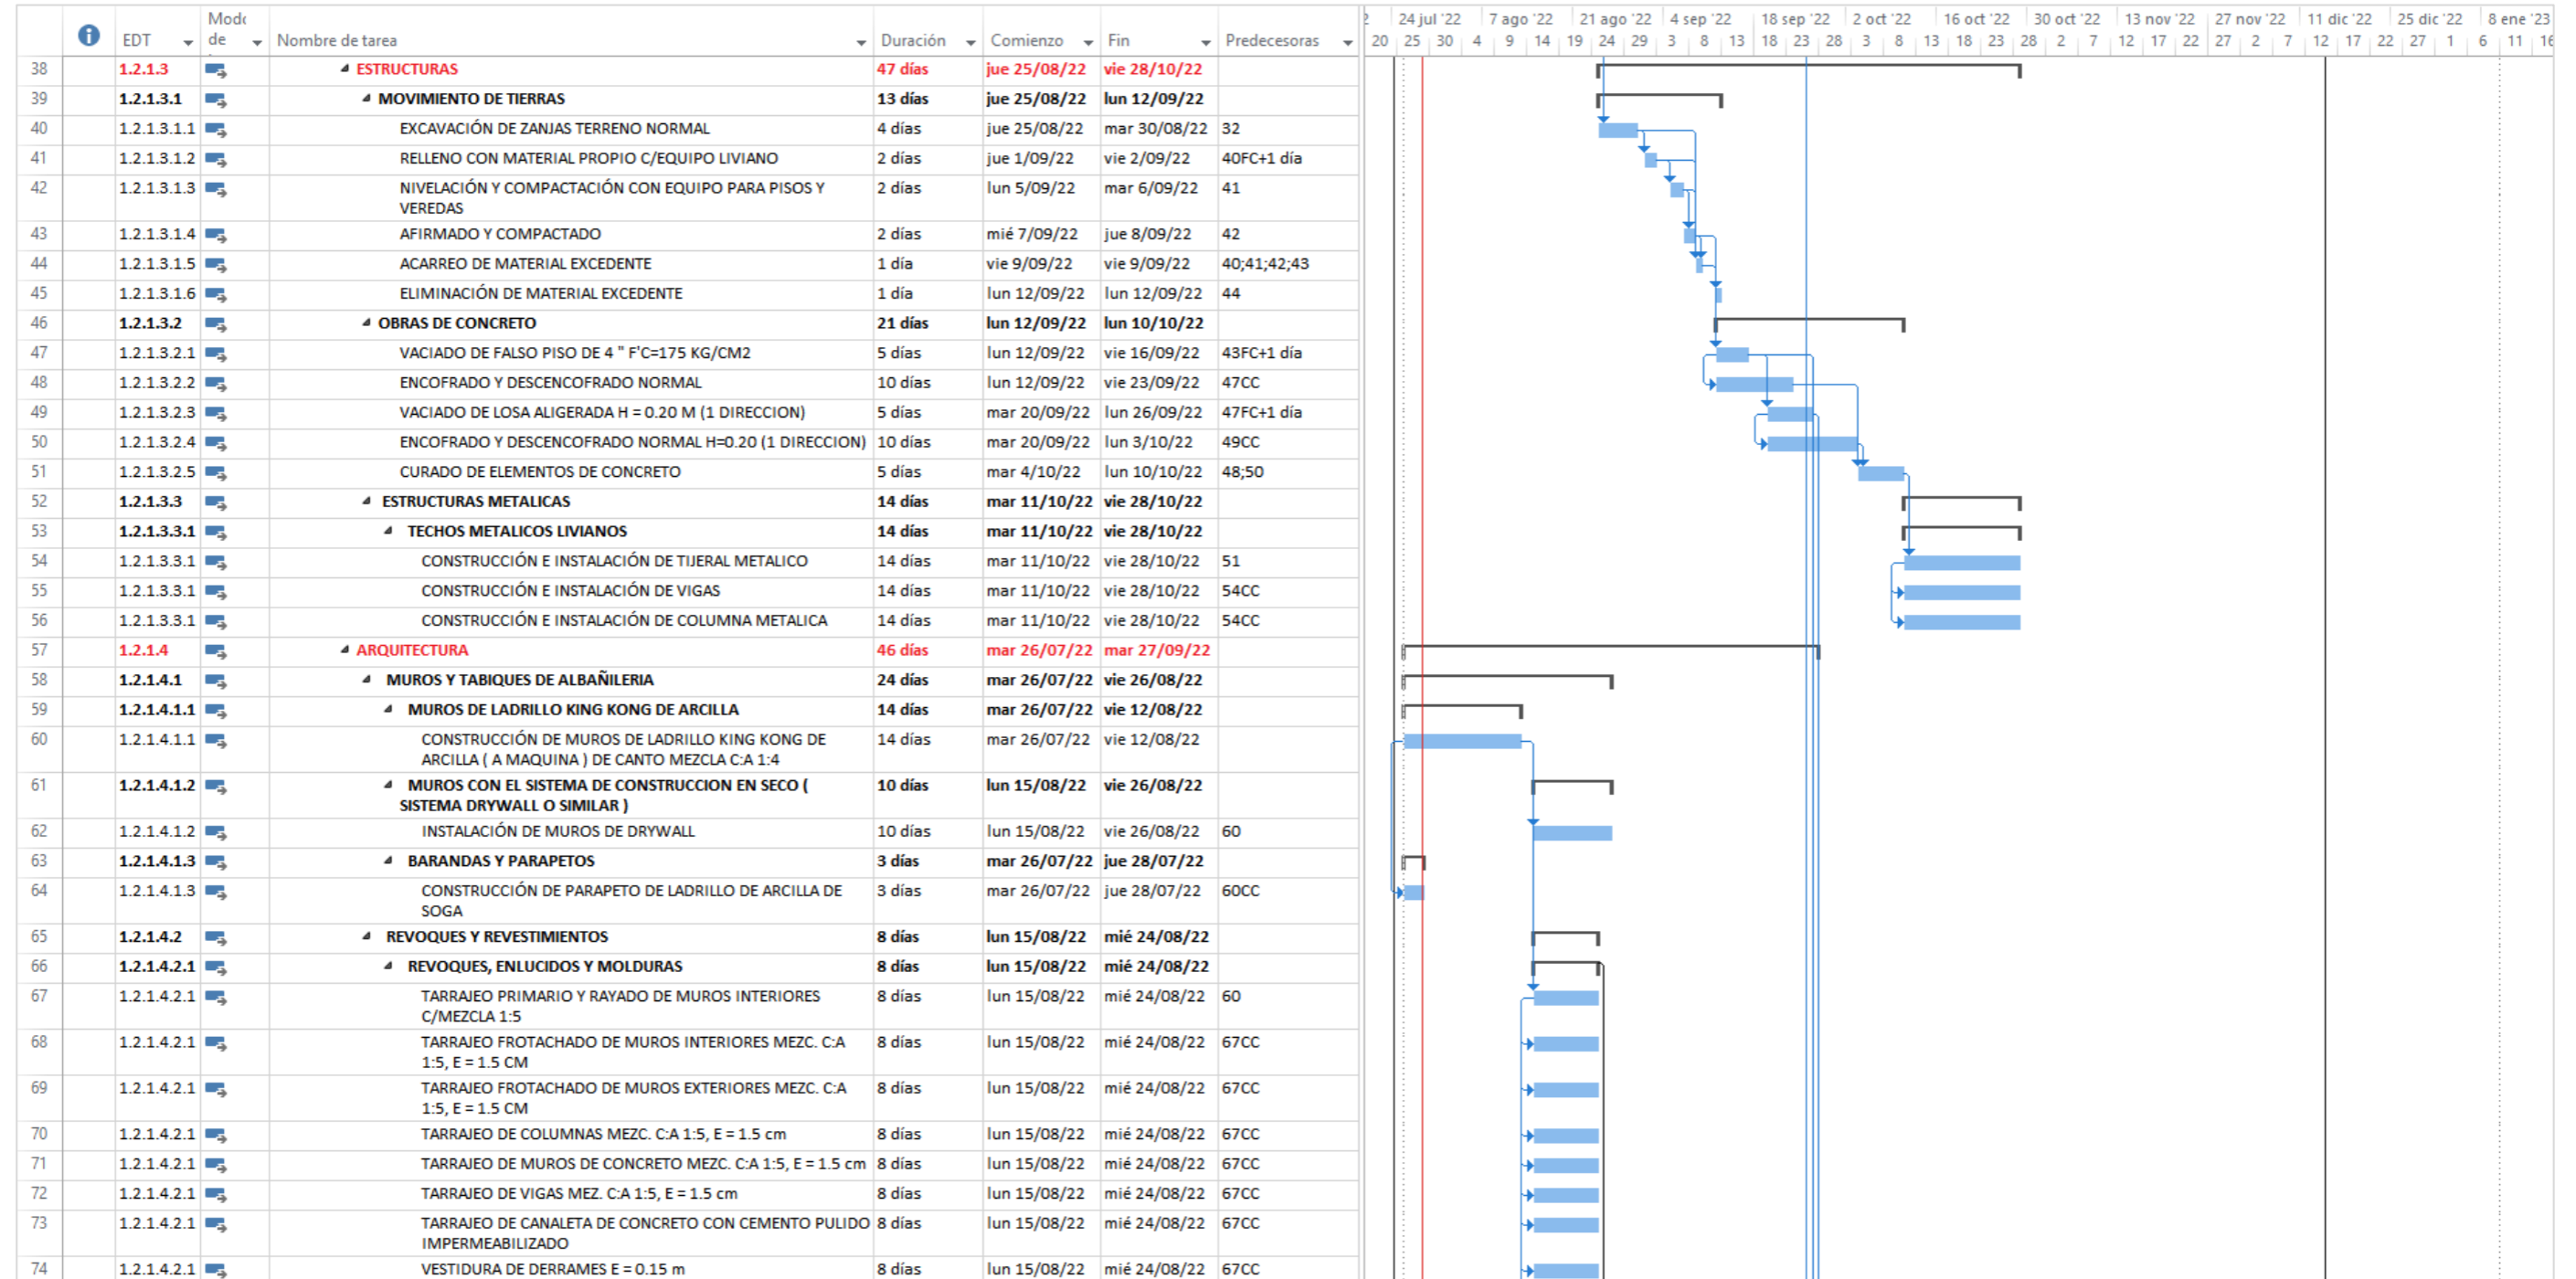 EDT Modo de Nombre de tarea Duración Comienzo Fin Predecesoras
2 24 jul '22 7 ago '22 21 ago '22 4 sep '22 18 sep '22 2 oct '22 16 oct '22 30 oct '22 13 nov '22 27 nov '22 11 dic '22 25 dic '22 8 ene '23
20 25 30 4 9 14 19 24 29 3 8 13 18 23 28 3 8 13 18 23 28 2 7 12 17 22 27 2 7 12 17 22 27 1 6 11 16
38 1.2.1.3 ESTRUCTURAS 47 días jue 25/08/22 vie 28/10/22
39 1.2.1.3.1 MOVIMIENTO DE TIERRAS 13 días jue 25/08/22 lun 12/09/22
40 1.2.1.3.1.1 EXCAVACIÓN DE ZANJAS TERRENO NORMAL 4 días jue 25/08/22 mar 30/08/22 32
41 1.2.1.3.1.2 RELLENO CON MATERIAL PROPIO C/EQUIPO LIVIANO 2 días jue 1/09/22 vie 2/09/22 40FC+1 día
42 1.2.1.3.1.3 NIVELACIÓN Y COMPACTACIÓN CON EQUIPO PARA PISOS Y 2 días lun 5/09/22 mar 6/09/22 41
VEREDAS
43 1.2.1.3.1.4 AFIRMADO Y COMPACTADO 2 días mié 7/09/22 jue 8/09/22 42
44 1.2.1.3.1.5 ACARREO DE MATERIAL EXCEDENTE 1 día vie 9/09/22 vie 9/09/22 40;41;42;43
45 1.2.1.3.1.6 ELIMINACIÓN DE MATERIAL EXCEDENTE 1 día lun 12/09/22 lun 12/09/22 44
46 1.2.1.3.2 OBRAS DE CONCRETO 21 días lun 12/09/22 lun 10/10/22
47 1.2.1.3.2.1 VACIADO DE FALSO PISO DE 4 " F'C=175 KG/CM2 5 días lun 12/09/22 vie 16/09/22 43FC+1 día
48 1.2.1.3.2.2 ENCOFRADO Y DESCENCOFRADO NORMAL 10 días lun 12/09/22 vie 23/09/22 47CC
49 1.2.1.3.2.3 VACIADO DE LOSA ALIGERADA H = 0.20 M (1 DIRECCION) 5 días mar 20/09/22 lun 26/09/22 47FC+1 día
50 1.2.1.3.2.4 ENCOFRADO Y DESCENCOFRADO NORMAL H=0.20 (1 DIRECCION) 10 días mar 20/09/22 lun 3/10/22 49CC
51 1.2.1.3.2.5 CURADO DE ELEMENTOS DE CONCRETO 5 días mar 4/10/22 lun 10/10/22 48;50
52 1.2.1.3.3 ESTRUCTURAS METALICAS 14 días mar 11/10/22 vie 28/10/22
53 1.2.1.3.3.1 TECHOS METALICOS LIVIANOS 14 días mar 11/10/22 vie 28/10/22
54 1.2.1.3.3.1 CONSTRUCCIÓN E INSTALACIÓN DE TIJERAL METALICO 14 días mar 11/10/22 vie 28/10/22 51
55 1.2.1.3.3.1 CONSTRUCCIÓN E INSTALACIÓN DE VIGAS 14 días mar 11/10/22 vie 28/10/22 54CC
56 1.2.1.3.3.1 CONSTRUCCIÓN E INSTALACIÓN DE COLUMNA METALICA 14 días mar 11/10/22 vie 28/10/22 54CC
57 1.2.1.4 ARQUITECTURA 46 días mar 26/07/22 mar 27/09/22
58 1.2.1.4.1 MUROS Y TABIQUES DE ALBAÑILERIA 24 días mar 26/07/22 vie 26/08/22
59 1.2.1.4.1.1 MUROS DE LADRILLO KING KONG DE ARCILLA 14 días mar 26/07/22 vie 12/08/22
60 1.2.1.4.1.1 CONSTRUCCIÓN DE MUROS DE LADRILLO KING KONG DE 14 días mar 26/07/22 vie 12/08/22
ARCILLA ( A MAQUINA ) DE CANTO MEZCLA C:A 1:4
61 1.2.1.4.1.2 MUROS CON EL SISTEMA DE CONSTRUCCION EN SECO ( 10 días lun 15/08/22 vie 26/08/22
SISTEMA DRYWALL O SIMILAR )
62 1.2.1.4.1.2 INSTALACIÓN DE MUROS DE DRYWALL 10 días lun 15/08/22 vie 26/08/22 60
63 1.2.1.4.1.3 BARANDAS Y PARAPETOS 3 días mar 26/07/22 jue 28/07/22
64 1.2.1.4.1.3 CONSTRUCCIÓN DE PARAPETO DE LADRILLO DE ARCILLA DE 3 días mar 26/07/22 jue 28/07/22 60CC
SOGA
65 1.2.1.4.2 REVOQUES Y REVESTIMIENTOS 8 días lun 15/08/22 mié 24/08/22
66 1.2.1.4.2.1 REVOQUES, ENLUCIDOS Y MOLDURAS 8 días lun 15/08/22 mié 24/08/22
67 1.2.1.4.2.1 TARRAJEO PRIMARIO Y RAYADO DE MUROS INTERIORES 8 días lun 15/08/22 mié 24/08/22 60
C/MEZCLA 1:5
68 1.2.1.4.2.1 TARRAJEO FROTACHADO DE MUROS INTERIORES MEZC. C:A 8 días lun 15/08/22 mié 24/08/22 67CC
1:5, E = 1.5 CM
69 1.2.1.4.2.1 TARRAJEO FROTACHADO DE MUROS EXTERIORES MEZC. C:A 8 días lun 15/08/22 mié 24/08/22 67CC
1:5, E = 1.5 CM
70 1.2.1.4.2.1 TARRAJEO DE COLUMNAS MEZC. C:A 1:5, E = 1.5 cm 8 días lun 15/08/22 mié 24/08/22 67CC
71 1.2.1.4.2.1 TARRAJEO DE MUROS DE CONCRETO MEZC. C:A 1:5, E = 1.5 cm 8 días lun 15/08/22 mié 24/08/22 67CC
72 1.2.1.4.2.1 TARRAJEO DE VIGAS MEZ. C:A 1:5, E = 1.5 cm 8 días lun 15/08/22 mié 24/08/22 67CC
73 1.2.1.4.2.1 TARRAJEO DE CANALETA DE CONCRETO CON CEMENTO PULIDO 8 días lun 15/08/22 mié 24/08/22 67CC
IMPERMEABILIZADO
74 1.2.1.4.2.1 VESTIDURA DE DERRAMES E = 0.15 m 8 días lun 15/08/22 mié 24/08/22 67CC